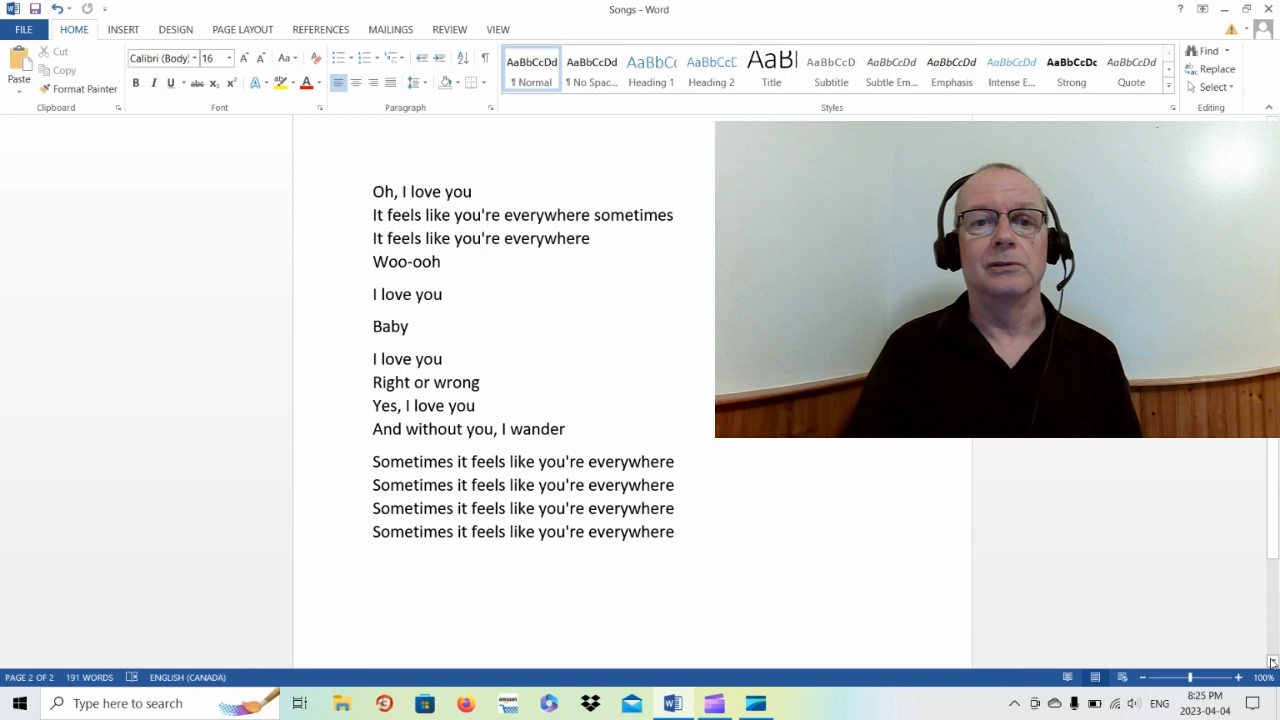 Songs - Word
FILE HOME INSERT DESIGN PAGE LAYOUT REFERENCES MAILINGS REVIEW VIEW
Paste
Cut
Copy
Format Painter
Calibri (Body) 16
AaBbCcDd AaBbCcDd AaBbCc AaBbCcD AaBl AaBbCcD AaBbCcDd AaBbCcDd AaBbCcDd AaBbCcDc AaBbCcDd
¶ Normal ¶ No Spac... Heading 1 Heading 2 Title Subtitle Subtle Em... Emphasis Intense E... Strong Quote
Find
Replace
Select
Clipboard Font Paragraph Styles Editing
Oh, I love you
It feels like you're everywhere sometimes
It feels like you're everywhere
Woo-ooh
I love you
Baby
I love you
Right or wrong
Yes, I love you
And without you, I wander
Sometimes it feels like you're everywhere
Sometimes it feels like you're everywhere
Sometimes it feels like you're everywhere
Sometimes it feels like you're everywhere
PAGE 2 OF 2 191 WORDS ENGLISH (CANADA) 100%
Type here to search
amazon
ENG
8:25 PM
2023-04-04